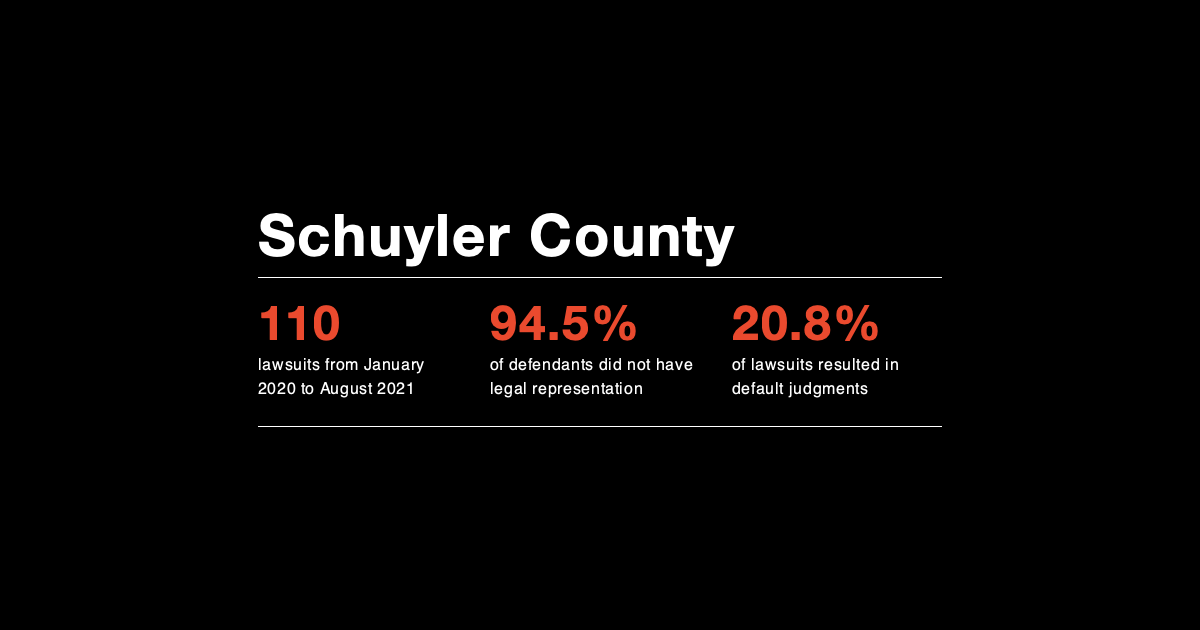 Schuyler County
110
lawsuits from January
2020 to August 2021
94.5%
of defendants did not have
legal representation
20.8%
of lawsuits resulted in
default judgments